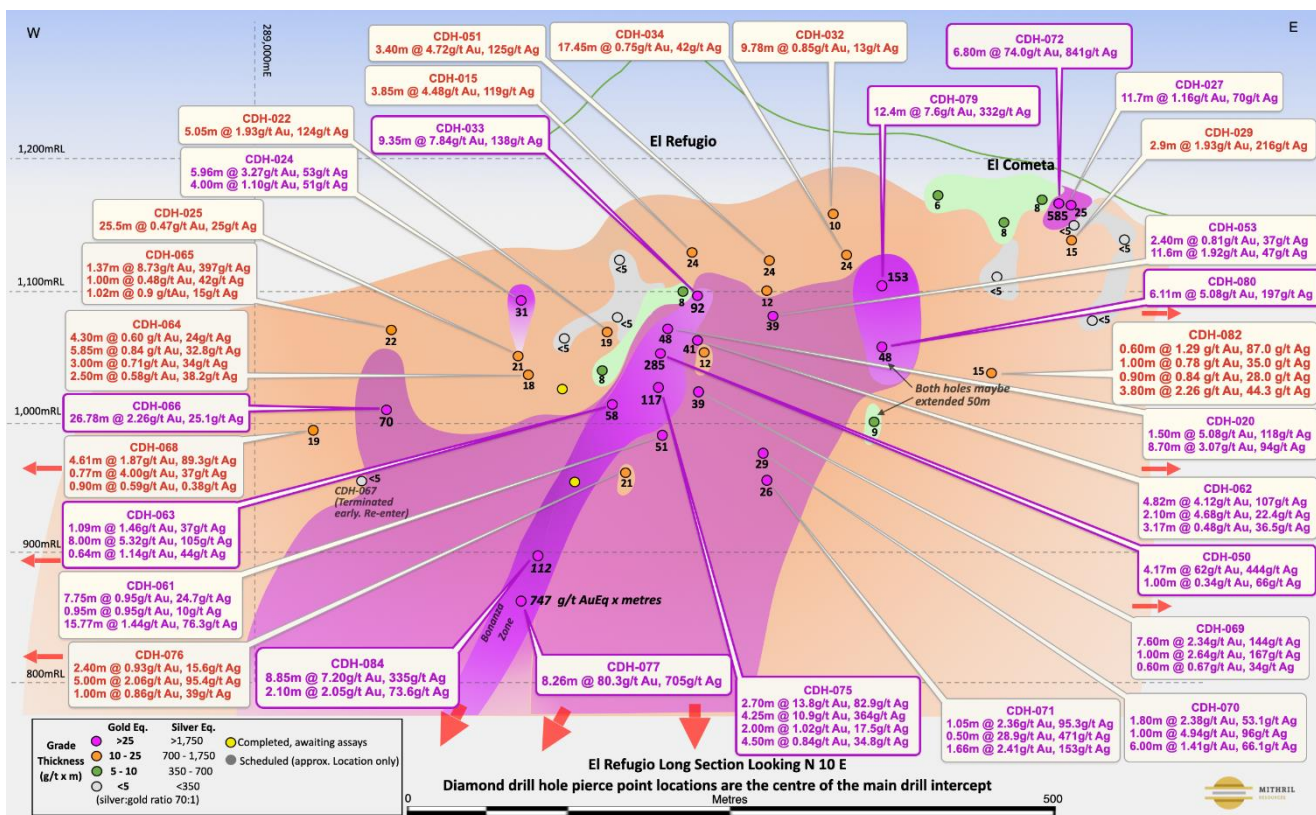 W
E
289,000mE
CDH-051
3.40m @ 4.72g/t Au, 125g/t Ag
CDH-034
17.45m @ 0.75g/t Au, 42g/t Ag
CDH-032
9.78m @ 0.85g/t Au, 13g/t Ag
CDH-072
6.80m @ 74.0g/t Au, 841g/t Ag
CDH-015
3.85m @ 4.48g/t Au, 119g/t Ag
CDH-079
12.4m @ 7.6g/t Au, 332g/t Ag
CDH-027
11.7m @ 1.16g/t Au, 70g/t Ag
CDH-022
5.05m @ 1.93g/t Au, 124g/t Ag
CDH-033
9.35m @ 7.84g/t Au, 138g/t Ag
CDH-029
2.9m @ 1.93g/t Au, 216g/t Ag
El Refugio
El Cometa
1,200mRL
CDH-024
5.96m @ 3.27g/t Au, 53g/t Ag
4.00m @ 1.10g/t Au, 51g/t Ag
CDH-025
25.5m @ 0.47g/t Au, 25g/t Ag
CDH-053
2.40m @ 0.81g/t Au, 37g/t Ag
11.6m @ 1.92g/t Au, 47g/t Ag
CDH-065
1.37m @ 8.73g/t Au, 397g/t Ag
1.00m @ 0.48g/t Au, 42g/t Ag
1.02m @ 0.9 g/tAu, 15g/t Ag
CDH-080
6.11m @ 5.08g/t Au, 197g/t Ag
1,100mRL
CDH-064
4.30m @ 0.60 g/t Au, 24g/t Ag
5.85m @ 0.84 g/t Au, 32.8g/t Ag
3.00m @ 0.71g/t Au, 34g/t Ag
2.50m @ 0.58g/t Au, 38.2g/t Ag
CDH-082
0.60m @ 1.29 g/t Au, 87.0 g/t Ag
1.00m @ 0.78 g/t Au, 35.0 g/t Ag
0.90m @ 0.84 g/t Au, 28.0 g/t Ag
3.80m @ 2.26 g/t Au, 44.3 g/t Ag
CDH-066
26.78m @ 2.26g/t Au, 25.1g/t Ag
1,000mRL
CDH-020
1.50m @ 5.08g/t Au, 118g/t Ag
8.70m @ 3.07g/t Au, 94g/t Ag
CDH-068
4.61m @ 1.87g/t Au, 89.3g/t Ag
0.77m @ 4.00g/t Au, 37g/t Ag
0.90m @ 0.59g/t Au, 0.38g/t Ag
CDH-062
4.82m @ 4.12g/t Au, 107g/t Ag
2.10m @ 4.68g/t Au, 22.4g/t Ag
3.17m @ 0.48g/t Au, 36.5g/t Ag
CDH-063
1.09m @ 1.46g/t Au, 37g/t Ag
8.00m @ 5.32g/t Au, 105g/t Ag
0.64m @ 1.14g/t Au, 44g/t Ag
CDH-050
4.17m @ 62g/t Au, 444g/t Ag
1.00m @ 0.34g/t Au, 66g/t Ag
900mRL
CDH-061
7.75m @ 0.95g/t Au, 24.7g/t Ag
0.95m @ 0.95g/t Au, 10g/t Ag
15.77m @ 1.44g/t Au, 76.3g/t Ag
CDH-069
7.60m @ 2.34g/t Au, 144g/t Ag
1.00m @ 2.64g/t Au, 167g/t Ag
0.60m @ 0.67g/t Au, 34g/t Ag
CDH-076
2.40m @ 0.93g/t Au, 15.6g/t Ag
5.00m @ 2.06g/t Au, 95.4g/t Ag
1.00m @ 0.86g/t Au, 39g/t Ag
CDH-084
8.85m @ 7.20g/t Au, 335g/t Ag
2.10m @ 2.05g/t Au, 73.6g/t Ag
CDH-077
8.26m @ 80.3g/t Au, 705g/t Ag
CDH-075
2.70m @ 13.8g/t Au, 82.9g/t Ag
4.25m @ 10.9g/t Au, 364g/t Ag
2.00m @ 1.02g/t Au, 17.5g/t Ag
4.50m @ 0.84g/t Au, 34.8g/t Ag
CDH-071
1.05m @ 2.36g/t Au, 95.3g/t Ag
0.50m @ 28.9g/t Au, 471g/t Ag
1.66m @ 2.41g/t Au, 153g/t Ag
CDH-070
1.80m @ 2.38g/t Au, 53.1g/t Ag
1.00m @ 4.94g/t Au, 96g/t Ag
6.00m @ 1.41g/t Au, 66.1g/t Ag
800mRL
6
8
8
585
25
<5
15
<5
10
24
24
24
12
<5
8
92
153
<5
<5
31
<5
19
<5
39
48
41
12
48
22
21
18
8
285
15
Both holes maybe
extended 50m
117
58
39
9
70
19
51
29
26
21
<5
CDH-067
(Terminated
early. Re-enter)
112
747 g/t AuEq x metres
Bonanza
Zone
Gold Eq. Silver Eq.
Grade
Thickness
(g/t x m)
>25 >1,750
10 - 25 700 - 1,750
5 - 10 350 - 700
<5 <350
(silver:gold ratio 70:1)
Completed, awaiting assays
Scheduled (approx. Location only)
El Refugio Long Section Looking N 10 E
Diamond drill hole pierce point locations are the centre of the main drill intercept
0 Metres 500
MITHRIL
RESOURCES